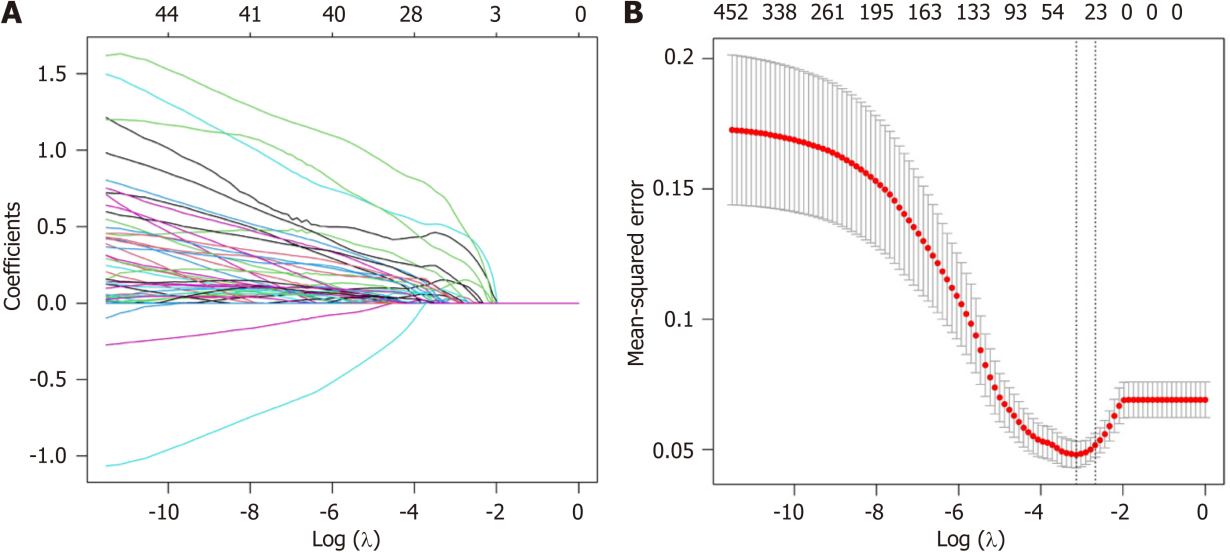 A
44 41 40 28 3 0
1.5
1.0
0.5
0.0
-0.5
-1.0
Coefficients
-10 -8 -6 -4 -2 0
Log (λ)
B
452 338 261 195 163 133 93 54 23 0 0 0
0.2
0.15
0.1
0.05
Mean-squared error
-10 -8 -6 -4 -2 0
Log (λ)